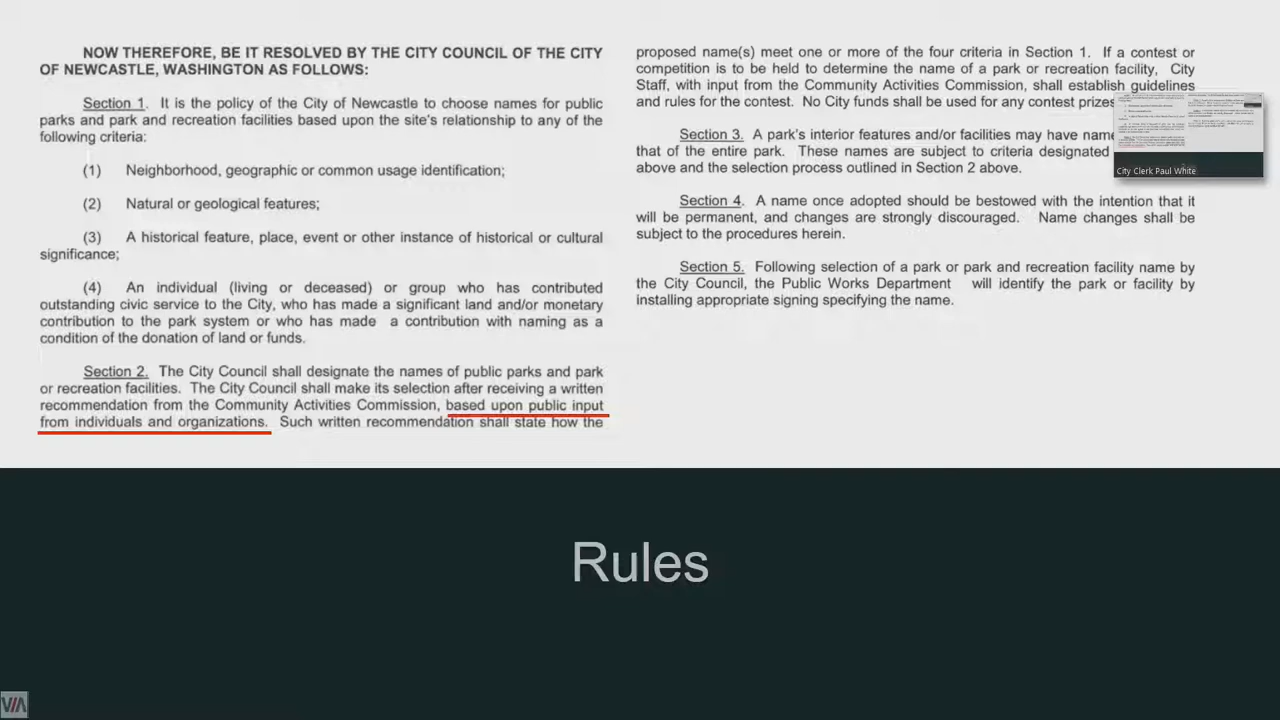 NOW THEREFORE, BE IT RESOLVED BY THE CITY COUNCIL OF THE CITY
OF NEWCASTLE, WASHINGTON AS FOLLOWS:
Section 1. It is the policy of the City of Newcastle to choose names for public
parks and park and recreation facilities based upon the site's relationship to any of the
following criteria:
(1) Neighborhood, geographic or common usage identification;
(2) Natural or geological features;
(3) A historical feature, place, event or other instance of historical or cultural
significance;
(4) An individual (living or deceased) or group who has contributed
outstanding civic service to the City, who has made a significant land and/or monetary
contribution to the park system or who has made a contribution with naming as a
condition of the donation of land or funds.
Section 2. The City Council shall designate the names of public parks and park
or recreation facilities. The City Council shall make its selection after receiving a written
recommendation from the Community Activities Commission, based upon public input
from individuals and organizations. Such written recommendation shall state how the
proposed name(s) meet one or more of the four criteria in Section 1. If a contest or
competition is to be held to determine the name of a park or recreation facility, City
Staff, with input from the Community Activities Commission, shall establish guidelines
and rules for the contest. No City funds shall be used for any contest prizes
Section 3. A park's interior features and/or facilities may have
that of the entire park. These names are subject to criteria designated
above and the selection process outlined in Section 2 above.
Section 4. A name once adopted should be bestowed with the intention that it
will be permanent, and changes are strongly discouraged. Name changes shall be
subject to the procedures herein.
Section 5. Following selection of a park or park and recreation facility name by
the City Council, the Public Works Department will identify the park or facility by
installing appropriate signing specifying the name.
City Clerk Paul White
Rules
VIA